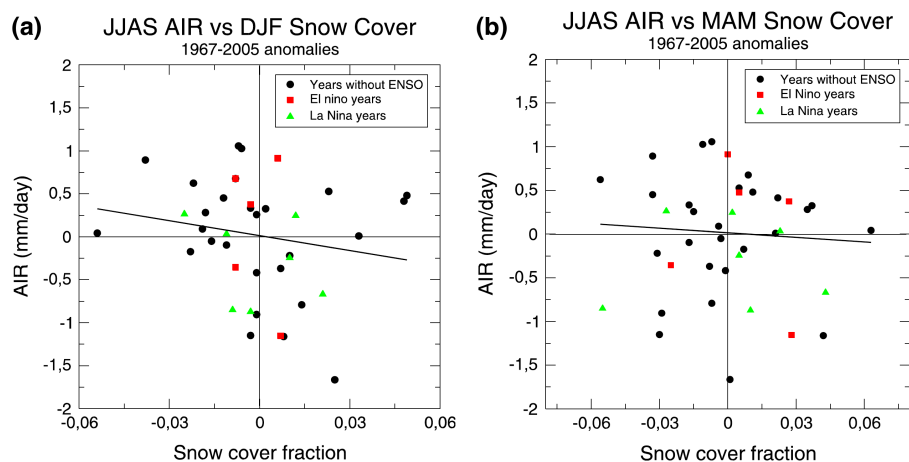 (a)
JJAS AIR vs DJF Snow Cover
1967-2005 anomalies
Years without ENSO
El nino years
La Nina years
2
1,5
1
0,5
0
-0,5
-1
-1,5
-2
AIR (mm/day)
-0,06
-0,03
0
0,03
0,06
Snow cover fraction
(b)
JJAS AIR vs MAM Snow Cover
1967-2005 anomalies
Years without ENSO
El Nino years
La Nina years
2
1,5
1
0,5
0
-0,5
-1
-1,5
-2
AIR (mm/day)
-0,06
-0,03
0
0,03
0,06
Snow cover fraction